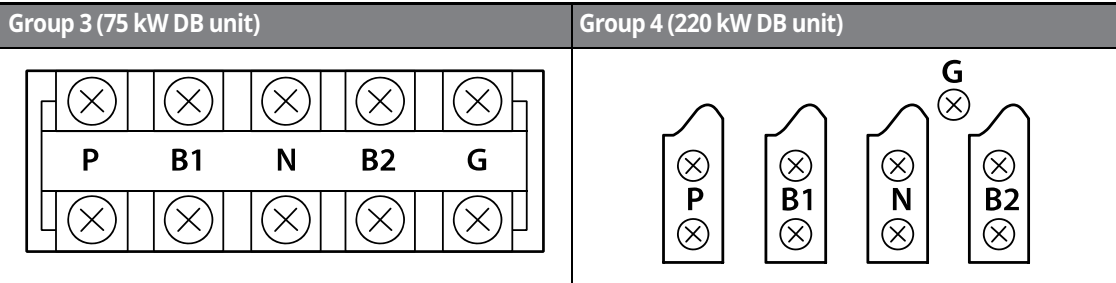 Group 3 (75 kW DB unit)
P B1 N B2 G
Group 4 (220 kW DB unit)
G
P B1 N B2